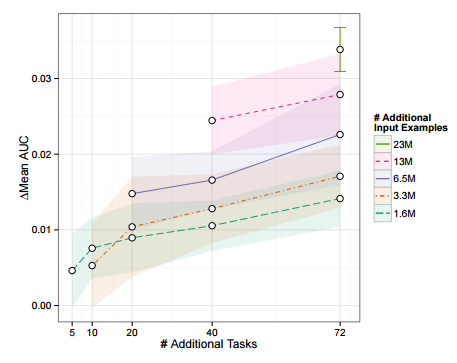 0.03
0.02
0.01
0.00
ΔMean AUC
5 10 20 40 72
# Additional Tasks
# Additional
Input Examples
23M
13M
6.5M
3.3M
1.6M